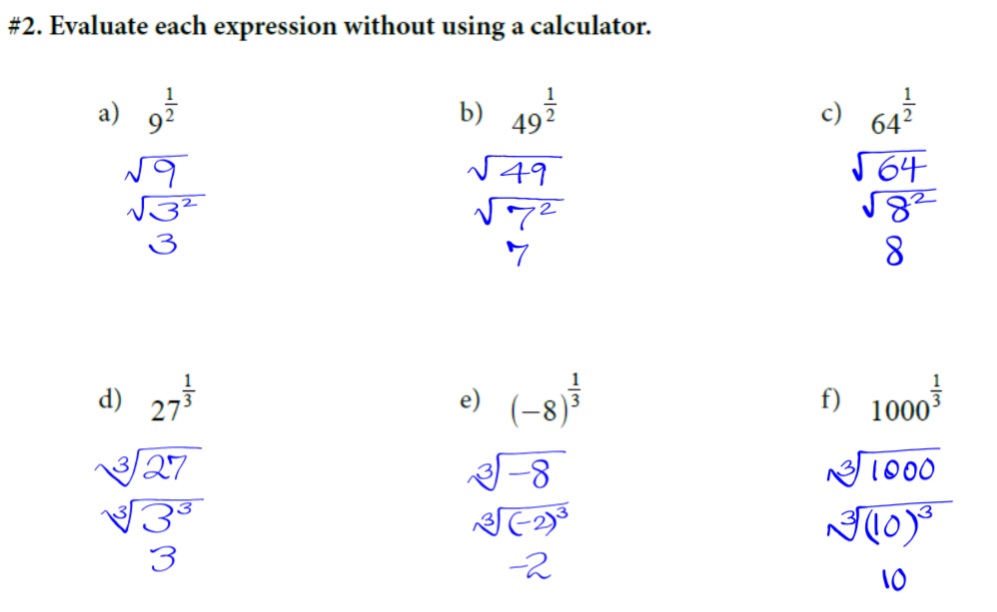 #2. Evaluate each expression without using a calculator.
a) 9^(1/2) b) 49^(1/2) c) 64^(1/2)
√9 √49 √64
√3² √7² √8²
3 7 8
d) 27^(1/3) e) (−8)^(1/3) f) 1000^(1/3)
∛27 ∛−8 ∛1000
∛3³ ∛(−2)³ ∛(10)³
3 −2 10